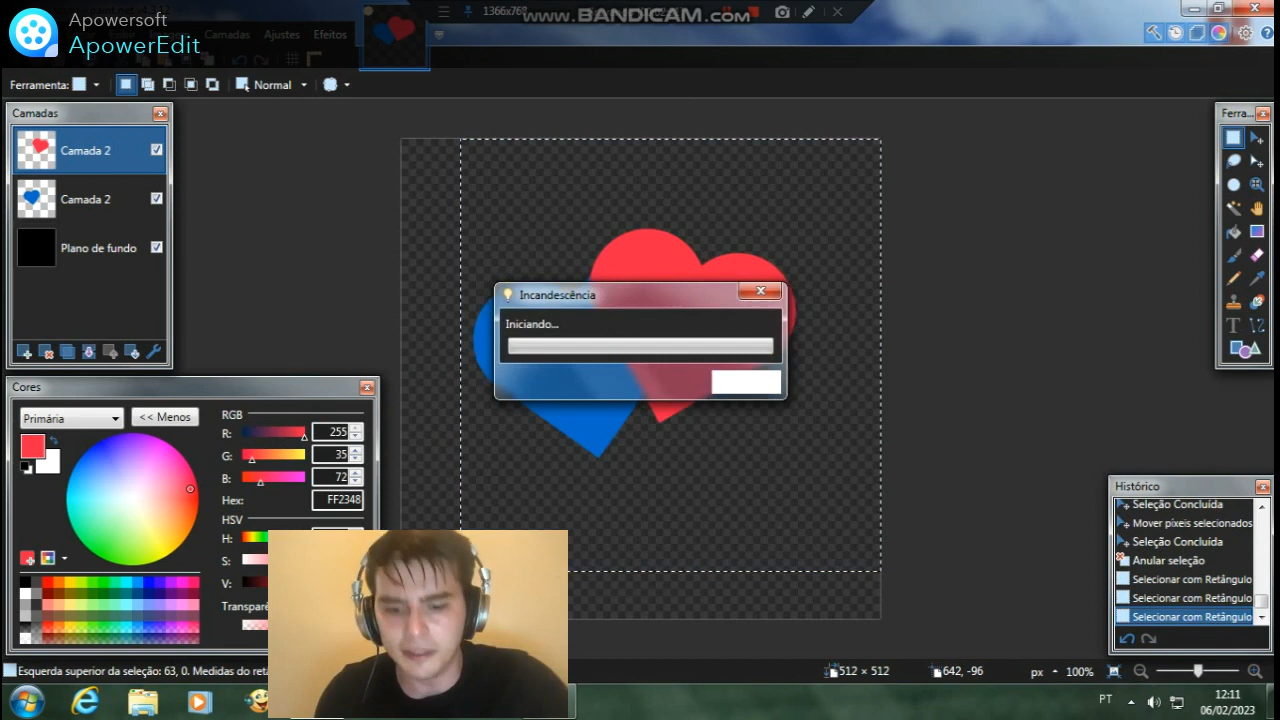 Apowersoft
ApowerEdit
1366x768
www.BANDICAM.com
Camadas Ajustes Efeitos
Ferramenta: Normal
Camadas
Camada 2
Camada 2
Plano de fundo
Ferra...
Incandescência
Iniciando...
Cores
Primária << Menos
RGB
R: 255
G: 35
B: 72
Hex: FF2348
HSV
H:
S:
V:
Histórico
Seleção Concluída
Mover píxeis selecionados
Seleção Concluída
Anular seleção
Selecionar com Retângulo
Selecionar com Retângulo
Selecionar com Retângulo
Esquerda superior da seleção: 63, 0. Medidas do
512 × 512
642, -96
px 100%
PT
12:11
06/02/2023